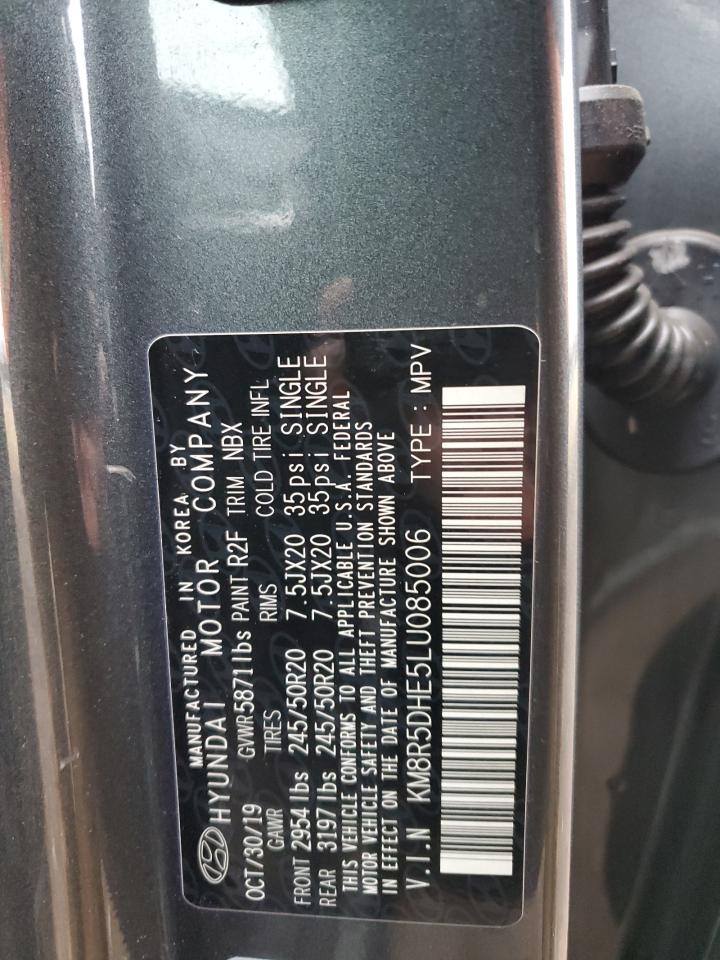 MANUFACTURED IN KOREA BY
HYUNDAI MOTOR COMPANY
OCT/30/19 GVWR5871lbs PAINT R2F TRIM NBX
GAWR TIRES RIMS COLD TIRE INFL
FRONT 2954 lbs 245/50R20 7.5JX20 35psi SINGLE
REAR 3197 lbs 245/50R20 7.5JX20 35psi SINGLE
THIS VEHICLE CONFORMS TO ALL APPLICABLE U.S.A. FEDERAL
MOTOR VEHICLE SAFETY AND THEFT PREVENTION STANDARDS
IN EFFECT ON THE DATE OF MANUFACTURE SHOWN ABOVE
V.I.N KM8R5DHE5LU085006 TYPE : MPV